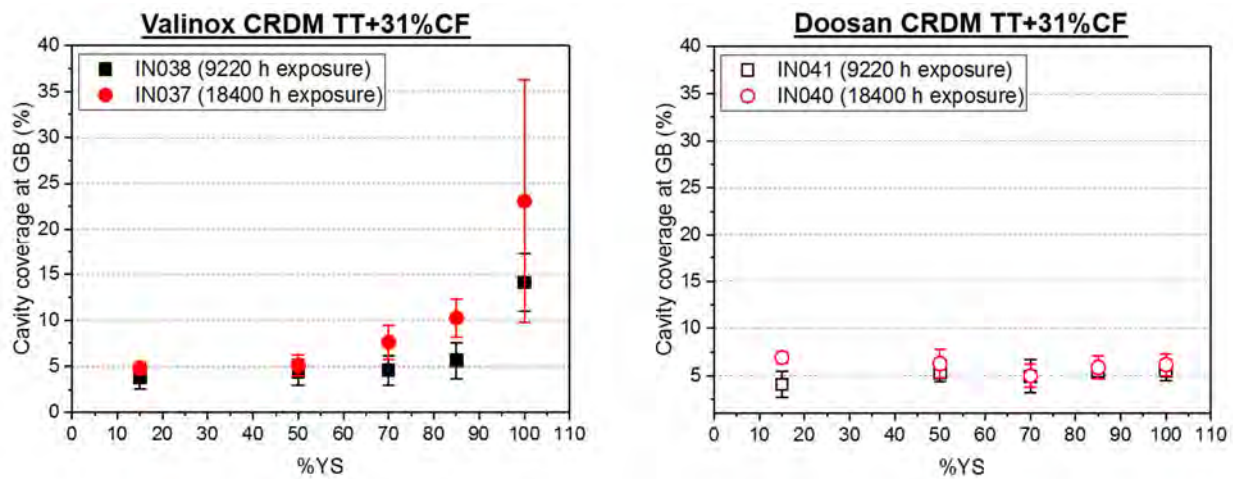 Valinox CRDM TT+31%CF
Cavity coverage at GB (%)
40
35
30
25
20
15
10
5
0
IN038 (9220 h exposure)
IN037 (18400 h exposure)
0 10 20 30 40 50 60 70 80 90 100 110
%YS
Doosan CRDM TT+31%CF
Cavity coverage at GB (%)
40
35
30
25
20
15
10
5
IN041 (9220 h exposure)
IN040 (18400 h exposure)
0 10 20 30 40 50 60 70 80 90 100 110
%YS